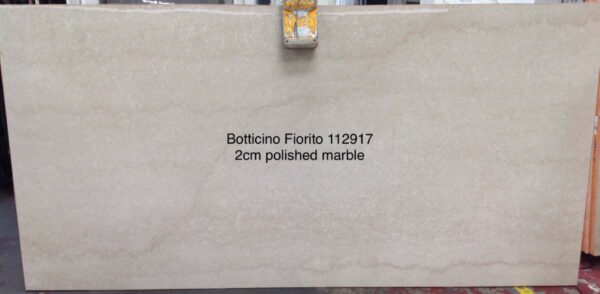 Botticino Fiorito 112917
2cm polished marble